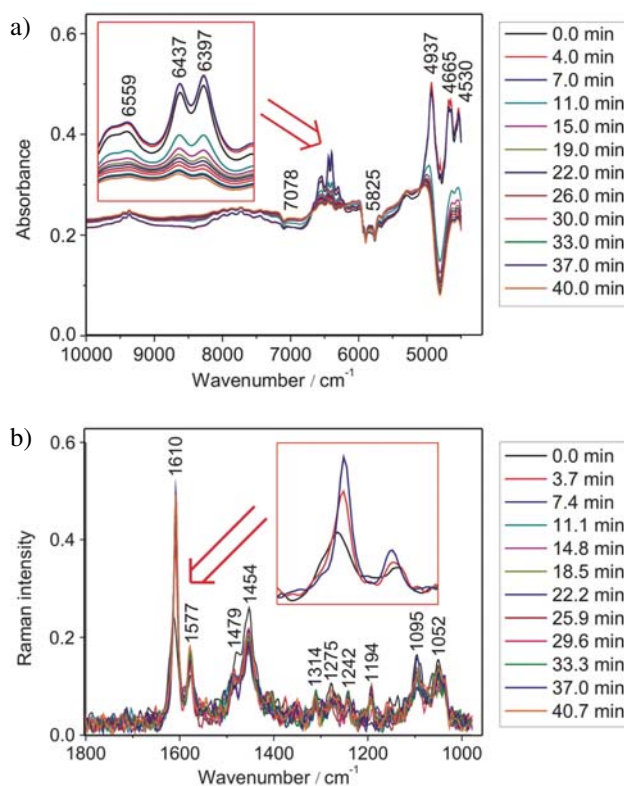 a)
0.6
0.4
0.2
0.0
Absorbance
6559
6437
6397
7078
5825
4937
4665
4530
10000 9000 8000 7000 6000 5000
Wavenumber / cm⁻¹
0.0 min
4.0 min
7.0 min
11.0 min
15.0 min
19.0 min
22.0 min
26.0 min
30.0 min
33.0 min
37.0 min
40.0 min
b)
0.6
0.4
0.2
0.0
Raman intensity
1610
1577
1479
1454
1314
1275
1242
1194
1095
1052
1800 1600 1400 1200 1000
Wavenumber / cm⁻¹
0.0 min
3.7 min
7.4 min
11.1 min
14.8 min
18.5 min
22.2 min
25.9 min
29.6 min
33.3 min
37.0 min
40.7 min